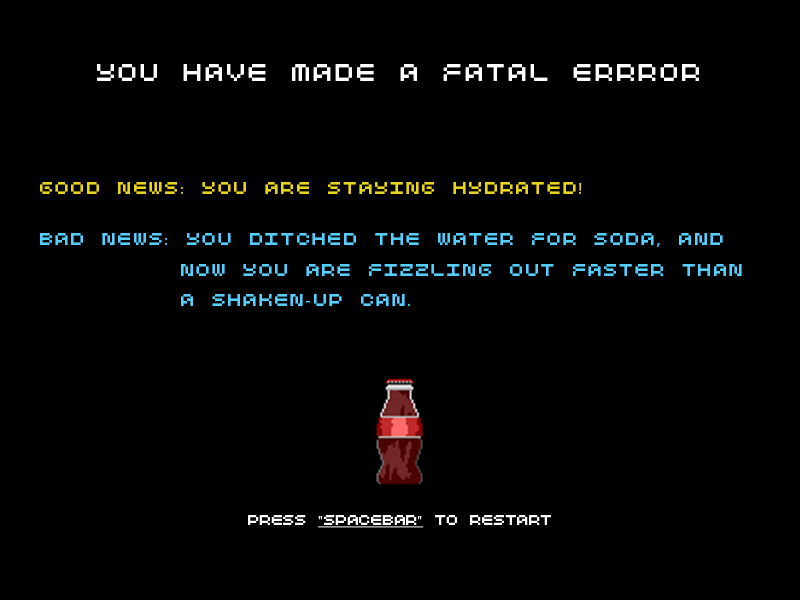 YOU HAVE MADE A FATAL ERRROR
GOOD NEWS: YOU ARE STAYING HYDRATED!
BAD NEWS: YOU DITCHED THE WATER FOR SODA, AND
NOW YOU ARE FIZZLING OUT FASTER THAN
A SHAKEN-UP CAN.
PRESS "SPACEBAR" TO RESTART